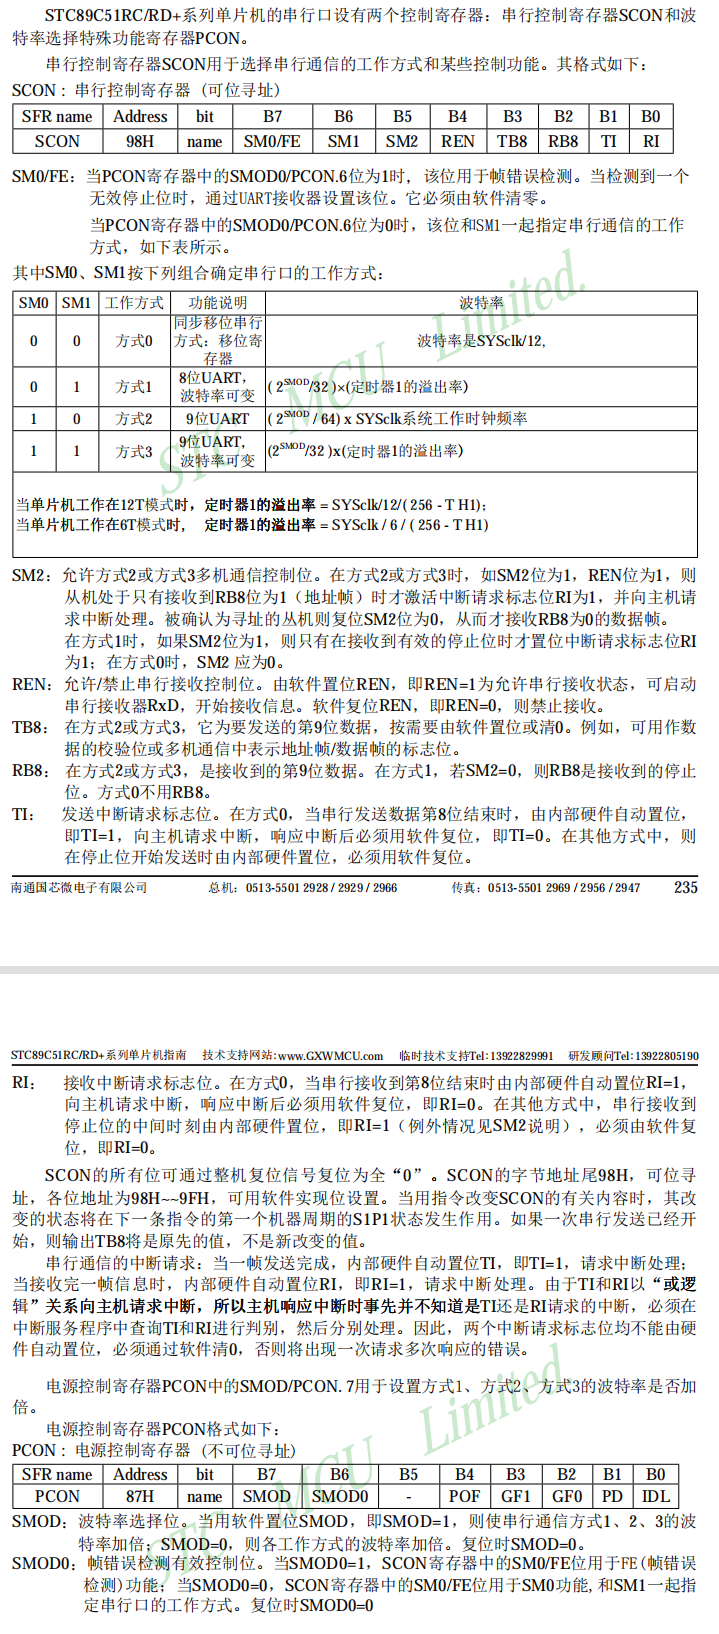 STC89C51RC/RD+系列单片机的串行口设有两个控制寄存器：串行控制寄存器SCON和波
特率选择特殊功能寄存器PCON。
串行控制寄存器SCON用于选择串行通信的工作方式和某些控制功能。其格式如下：
SCON : 串行控制寄存器 (可位寻址)
SFR name Address bit B7 B6 B5 B4 B3 B2 B1 B0
SCON 98H name SM0/FE SM1 SM2 REN TB8 RB8 TI RI
SM0/FE：当PCON寄存器中的SMOD0/PCON.6位为1时，该位用于帧错误检测。当检测到一个
无效停止位时，通过UART接收器设置该位。它必须由软件清零。
当PCON寄存器中的SMOD0/PCON.6位为0时，该位和SM1一起指定串行通信的工作
方式，如下表所示。
其中SM0、SM1按下列组合确定串行口的工作方式：
SM0 SM1 工作方式 功能说明 波特率
0 0 方式0 同步移位串行方式：移位寄存器 波特率是SYSclk/12,
0 1 方式1 8位UART，波特率可变 ( 2SMOD/32 )×(定时器1的溢出率)
1 0 方式2 9位UART ( 2SMOD / 64) x SYSclk系统工作时钟频率
1 1 方式3 9位UART，波特率可变 (2SMOD/32 )x(定时器1的溢出率)
当单片机工作在12T模式时，定时器1的溢出率 = SYSclk/12/( 256 - T H1);
当单片机工作在6T模式时, 定时器1的溢出率 = SYSclk / 6 / ( 256 - T H1)
SM2：允许方式2或方式3多机通信控制位。在方式2或方式3时，如SM2位为1，REN位为1，则
从机处于只有接收到RB8位为1（地址帧）时才激活中断请求标志位RI为1，并向主机请
求中断处理。被确认为寻址的丛机则复位SM2位为0，从而才接收RB8为0的数据帧。
在方式1时，如果SM2位为1，则只有在接收到有效的停止位时才置位中断请求标志位RI
为1；在方式0时，SM2 应为0。
REN：允许/禁止串行接收控制位。由软件置位REN，即REN=1为允许串行接收状态，可启动
串行接收器RxD，开始接收信息。软件复位REN，即REN=0，则禁止接收。
TB8： 在方式2或方式3，它为要发送的第9位数据，按需要由软件置位或清0。例如，可用作数
据的校验位或多机通信中表示地址帧/数据帧的标志位。
RB8： 在方式2或方式3，是接收到的第9位数据。在方式1，若SM2=0，则RB8是接收到的停止
位。方式0不用RB8。
TI： 发送中断请求标志位。在方式0，当串行发送数据第8位结束时，由内部硬件自动置位，
即TI=1，向主机请求中断，响应中断后必须用软件复位，即TI=0。在其他方式中，则
在停止位开始发送时由内部硬件置位，必须用软件复位。
南通国芯微电子有限公司 总机：0513-5501 2928 / 2929 / 2966 传真：0513-5501 2969 / 2956 / 2947 235
STC89C51RC/RD+系列单片机指南 技术支持网站：www.GXWMCU.com 临时技术支持Tel：13922829991 研发顾问Tel：13922805190
RI： 接收中断请求标志位。在方式0，当串行接收到第8位结束时由内部硬件自动置位RI=1，
向主机请求中断，响应中断后必须用软件复位，即RI=0。在其他方式中，串行接收到
停止位的中间时刻由内部硬件置位，即RI=1（例外情况见SM2说明），必须由软件复
位，即RI=0。
SCON的所有位可通过整机复位信号复位为全“0”。SCON的字节地址尾98H，可位寻
址，各位地址为98H~~9FH，可用软件实现位设置。当用指令改变SCON的有关内容时，其改
变的状态将在下一条指令的第一个机器周期的S1P1状态发生作用。如果一次串行发送已经开
始，则输出TB8将是原先的值，不是新改变的值。
串行通信的中断请求：当一帧发送完成，内部硬件自动置位TI，即TI=1，请求中断处理；
当接收完一帧信息时，内部硬件自动置位RI，即RI=1，请求中断处理。由于TI和RI以“或逻
辑”关系向主机请求中断，所以主机响应中断时事先并不知道是TI还是RI请求的中断，必须在
中断服务程序中查询TI和RI进行判别，然后分别处理。因此，两个中断请求标志位均不能由硬
件自动置位，必须通过软件清0，否则将出现一次请求多次响应的错误。
电源控制寄存器PCON中的SMOD/PCON. 7用于设置方式1、方式2、方式3的波特率是否加
倍。
电源控制寄存器PCON格式如下：
PCON : 电源控制寄存器 (不可位寻址)
SFR name Address bit B7 B6 B5 B4 B3 B2 B1 B0
PCON 87H name SMOD SMOD0 - POF GF1 GF0 PD IDL
SMOD：波特率选择位。当用软件置位SMOD，即SMOD=1，则使串行通信方式1、2、3的波
特率加倍；SMOD=0，则各工作方式的波特率加倍。复位时SMOD=0。
SMOD0：帧错误检测有效控制位。当SMOD0=1，SCON寄存器中的SM0/FE位用于FE(帧错误
检测)功能；当SMOD0=0，SCON寄存器中的SM0/FE位用于SM0功能,和SM1一起指
定串行口的工作方式。复位时SMOD0=0
STC MCU Limited.
STC MCU Limited.